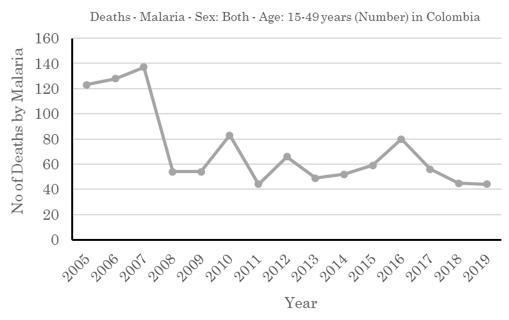 Deaths - Malaria - Sex: Both - Age: 15-49 years (Number) in Colombia
No of Deaths by Malaria
160
140
120
100
80
60
40
20
0
2005 2006 2007 2008 2009 2010 2011 2012 2013 2014 2015 2016 2017 2018 2019
Year